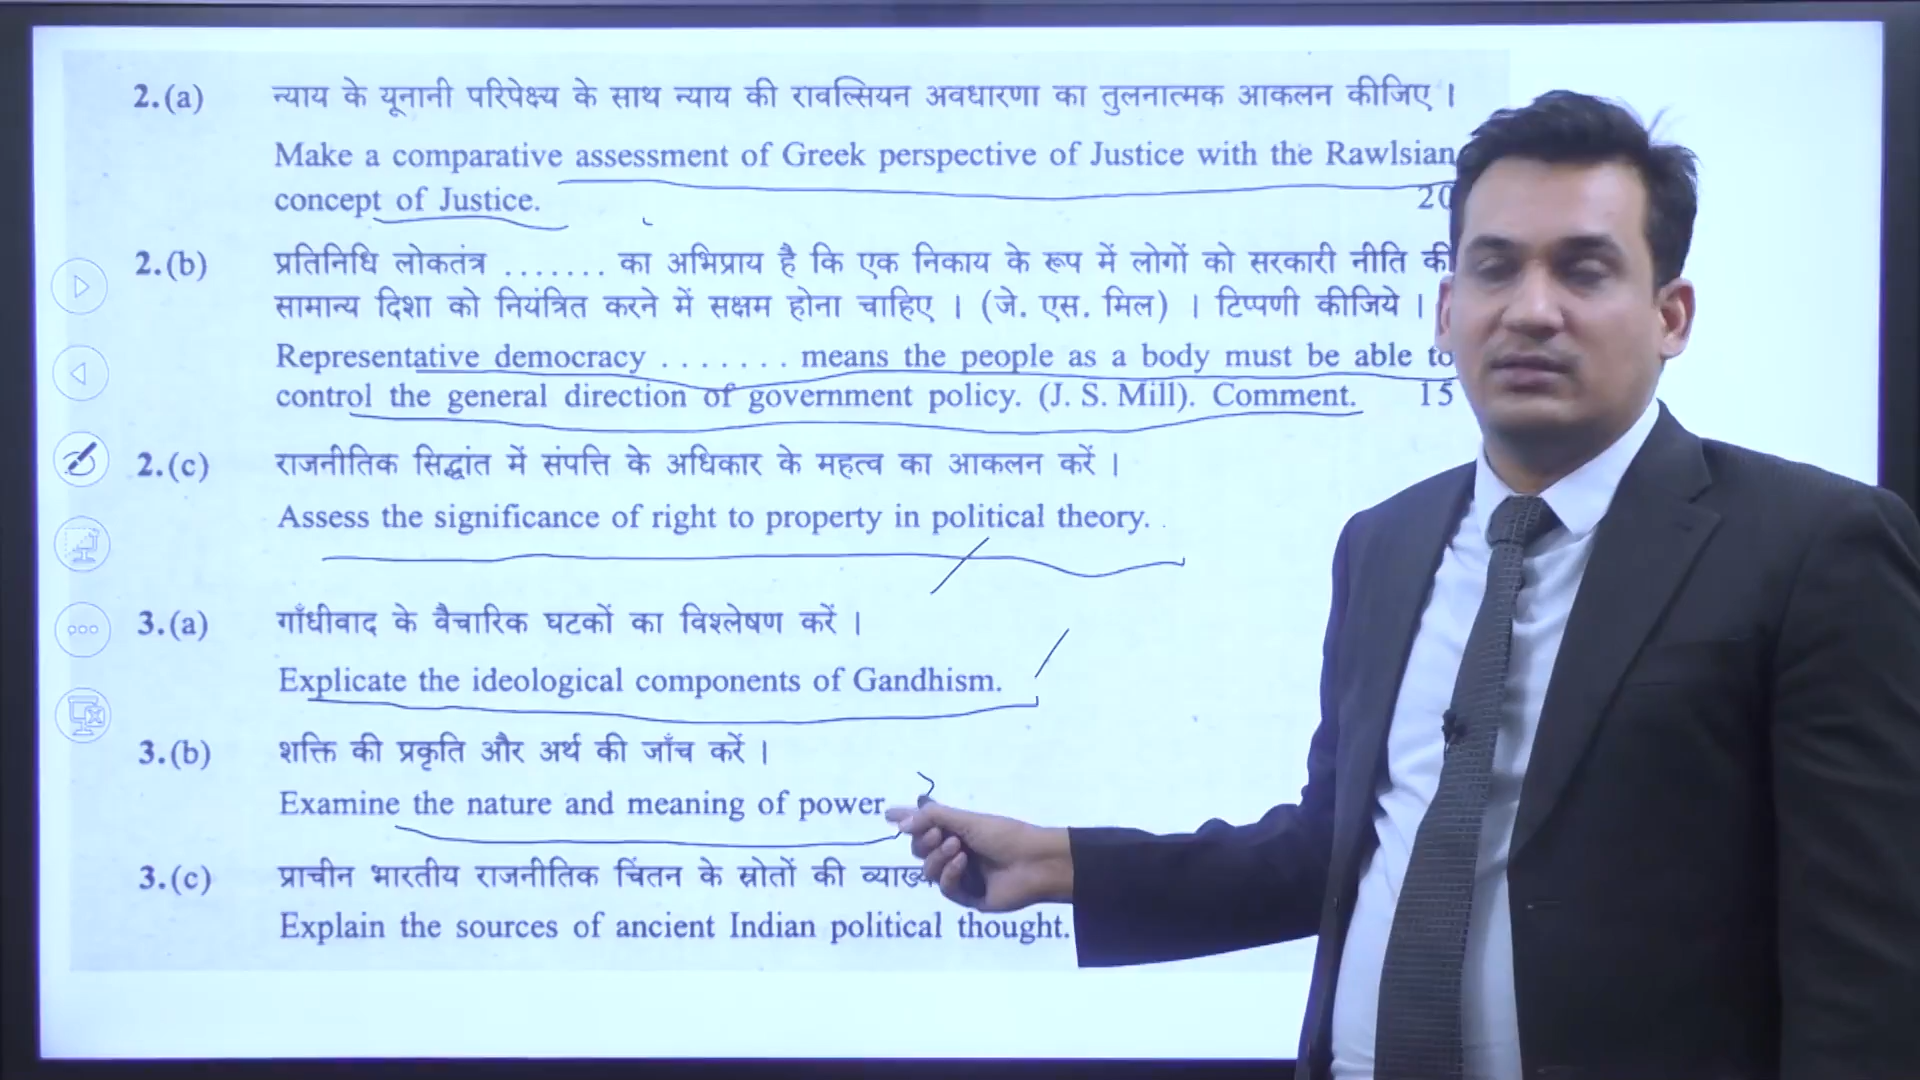 2.(a) न्याय के यूनानी परिपेक्ष्य के साथ न्याय की रावल्सियन अवधारणा का तुलनात्मक आकलन कीजिए ।
Make a comparative assessment of Greek perspective of Justice with the Rawlsian
concept of Justice. 20
2.(b) प्रतिनिधि लोकतंत्र ....... का अभिप्राय है कि एक निकाय के रूप में लोगों को सरकारी नीति की
सामान्य दिशा को नियंत्रित करने में सक्षम होना चाहिए । (जे. एस. मिल) । टिप्पणी कीजिये ।
Representative democracy ....... means the people as a body must be able to
control the general direction of government policy. (J. S. Mill). Comment. 15
2.(c) राजनीतिक सिद्धांत में संपत्ति के अधिकार के महत्व का आकलन करें ।
Assess the significance of right to property in political theory.
3.(a) गाँधीवाद के वैचारिक घटकों का विश्लेषण करें ।
Explicate the ideological components of Gandhism.
3.(b) शक्ति की प्रकृति और अर्थ की जाँच करें ।
Examine the nature and meaning of power
3.(c) प्राचीन भारतीय राजनीतिक चिंतन के स्रोतों की
Explain the sources of ancient Indian political thought.